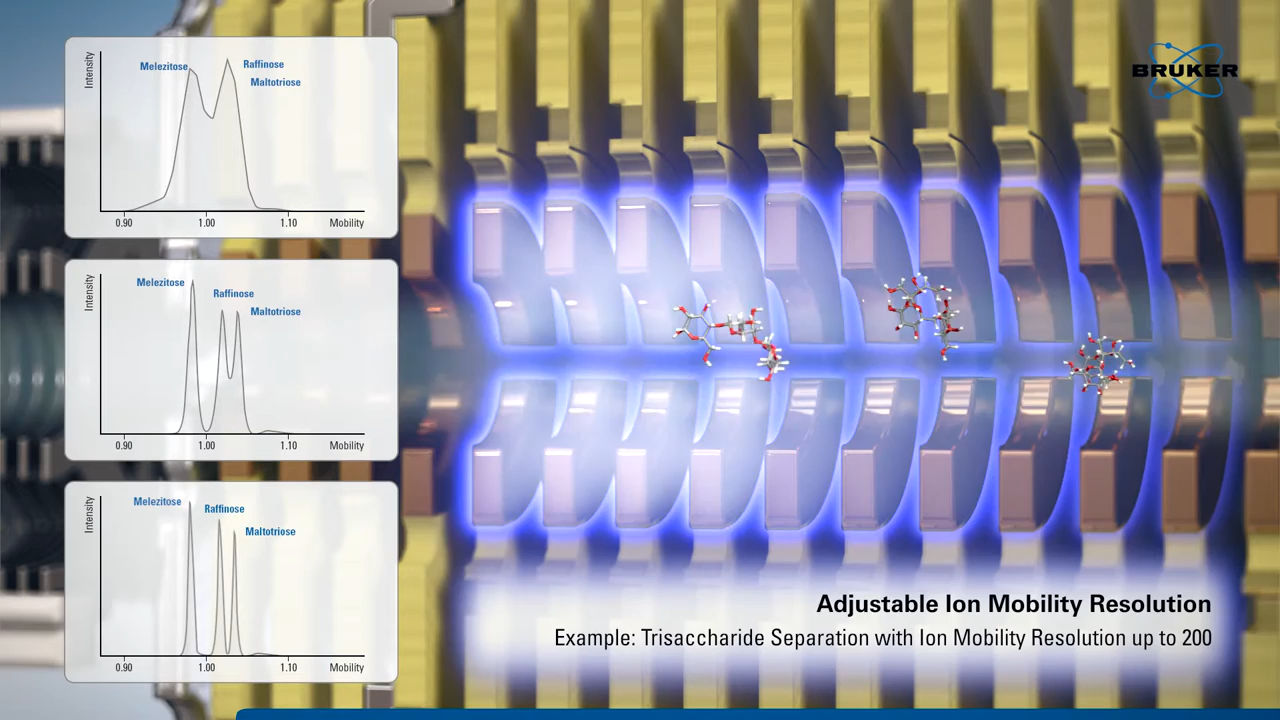 Intensity
Melezitose
Raffinose
Maltotriose
0.90
1.00
1.10
Mobility
Intensity
Melezitose
Raffinose
Maltotriose
0.90
1.00
1.10
Mobility
Intensity
Melezitose
Raffinose
Maltotriose
0.90
1.00
1.10
Mobility
BRUKER
Adjustable Ion Mobility Resolution
Example: Trisaccharide Separation with Ion Mobility Resolution up to 200